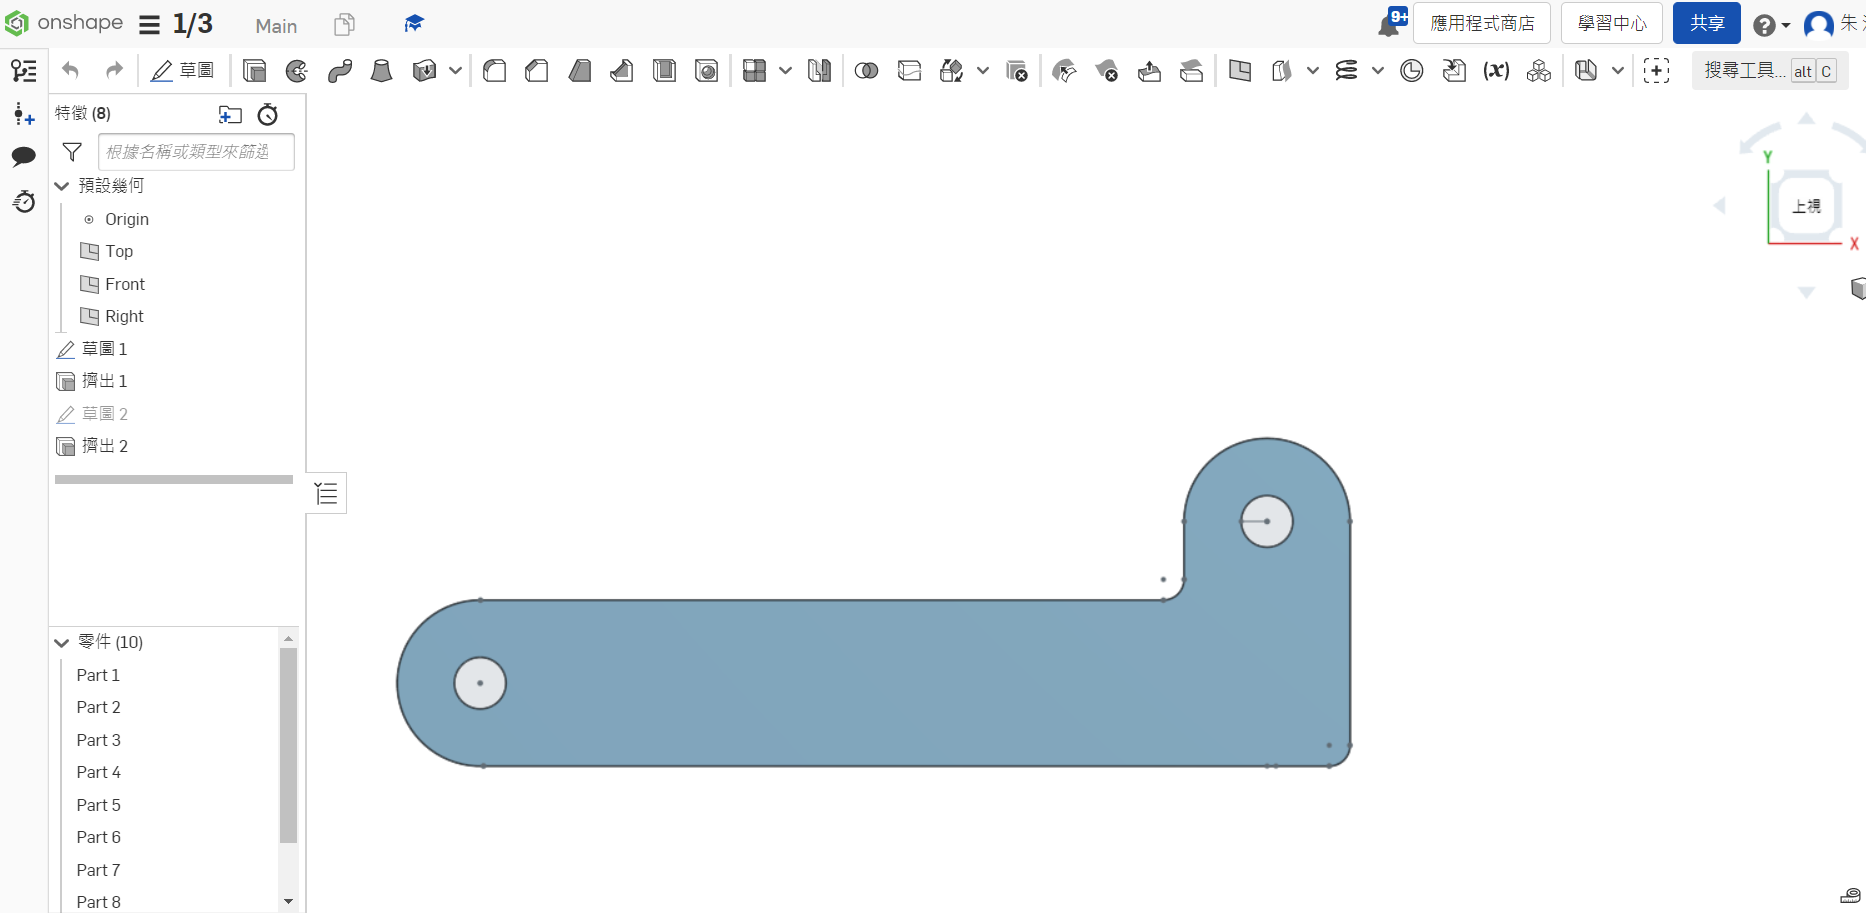 onshape
1/3
Main
9+
應用程式商店
學習中心
共享
朱
草圖
搜尋工具... alt C
特徵 (8)
根據名稱或類型來篩選
預設幾何
Origin
Top
Front
Right
草圖 1
擠出 1
草圖 2
擠出 2
零件 (10)
Part 1
Part 2
Part 3
Part 4
Part 5
Part 6
Part 7
Part 8
Y
上視
X
(x)